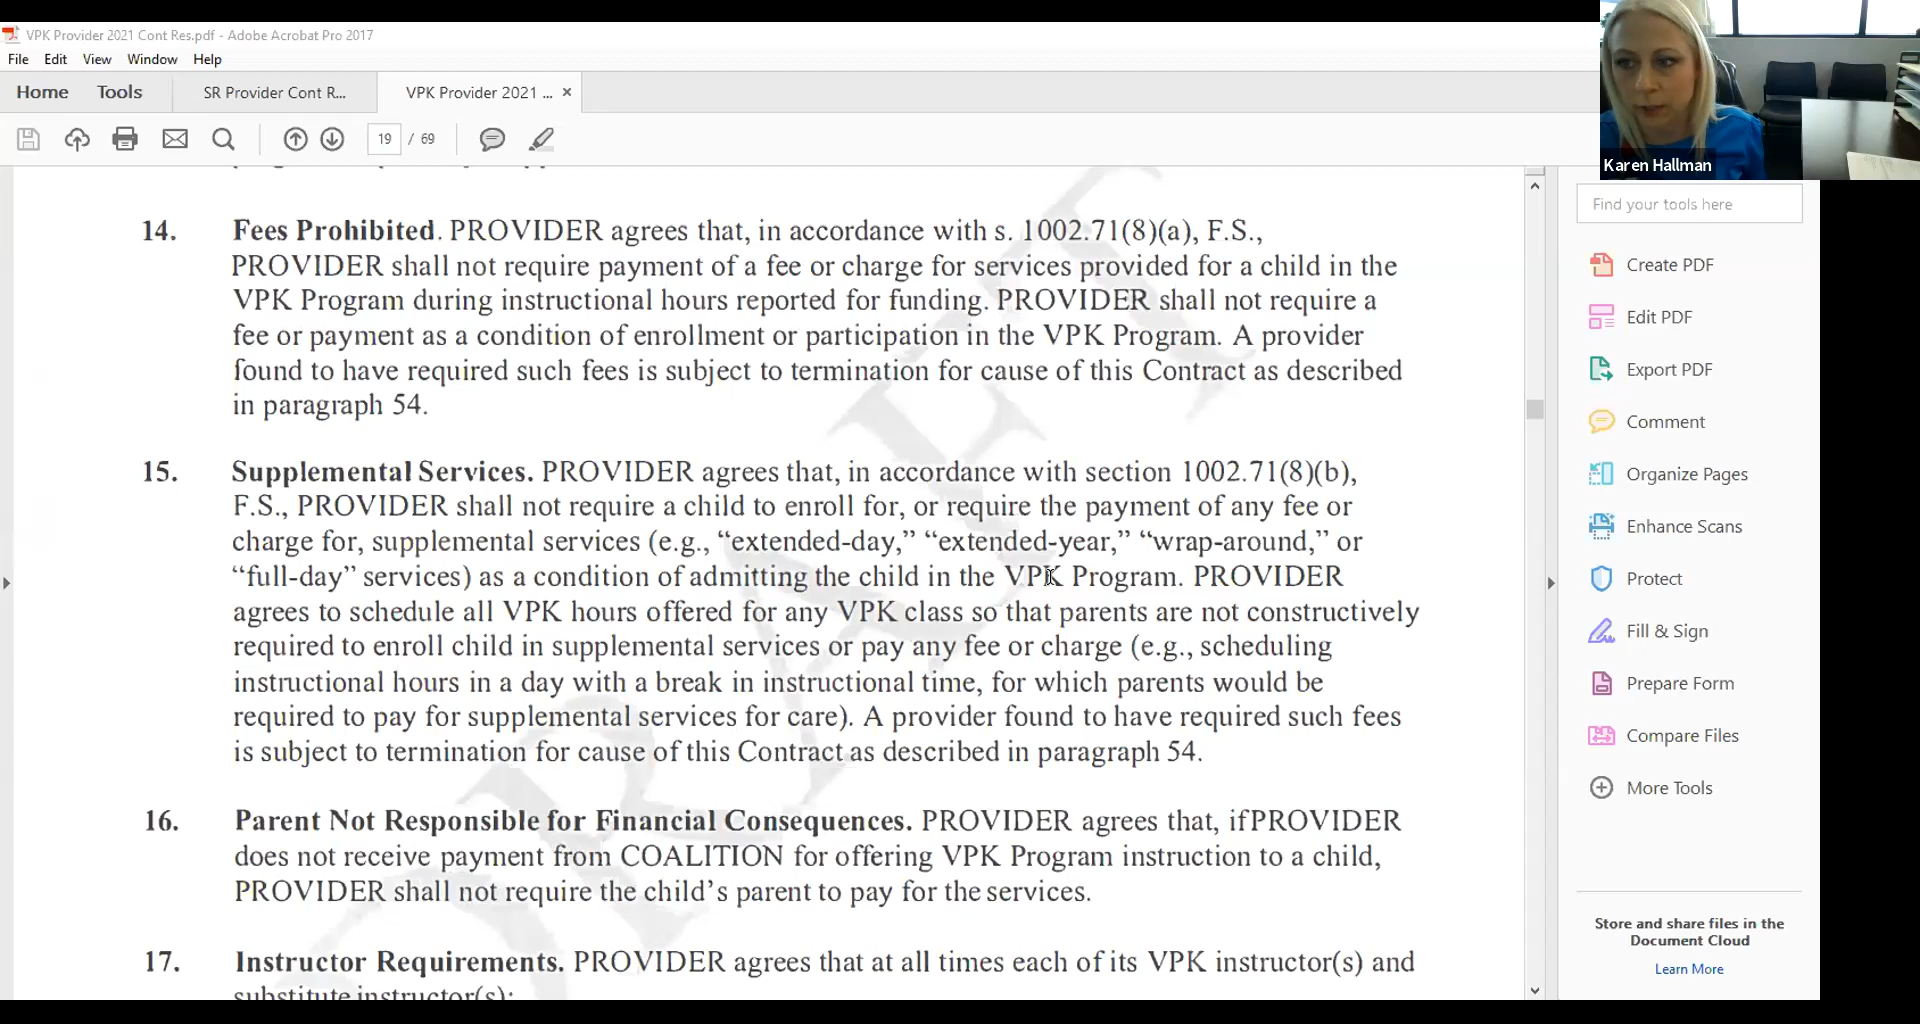 VPK Provider 2021 Cont Res.pdf - Adobe Acrobat Pro 2017
File Edit View Window Help
Home Tools SR Provider Cont R... VPK Provider 2021 ... ×
19 / 69
Karen Hallman
14. Fees Prohibited. PROVIDER agrees that, in accordance with s. 1002.71(8)(a), F.S.,
PROVIDER shall not require payment of a fee or charge for services provided for a child in the
VPK Program during instructional hours reported for funding. PROVIDER shall not require a
fee or payment as a condition of enrollment or participation in the VPK Program. A provider
found to have required such fees is subject to termination for cause of this Contract as described
in paragraph 54.
15. Supplemental Services. PROVIDER agrees that, in accordance with section 1002.71(8)(b),
F.S., PROVIDER shall not require a child to enroll for, or require the payment of any fee or
charge for, supplemental services (e.g., “extended-day,” “extended-year,” “wrap-around,” or
“full-day” services) as a condition of admitting the child in the VPK Program. PROVIDER
agrees to schedule all VPK hours offered for any VPK class so that parents are not constructively
required to enroll child in supplemental services or pay any fee or charge (e.g., scheduling
instructional hours in a day with a break in instructional time, for which parents would be
required to pay for supplemental services for care). A provider found to have required such fees
is subject to termination for cause of this Contract as described in paragraph 54.
16. Parent Not Responsible for Financial Consequences. PROVIDER agrees that, ifPROVIDER
does not receive payment from COALITION for offering VPK Program instruction to a child,
PROVIDER shall not require the child’s parent to pay for the services.
17. Instructor Requirements. PROVIDER agrees that at all times each of its VPK instructor(s) and
substitute instructor(s):
DRAFT
Find your tools here
Create PDF
Edit PDF
Export PDF
Comment
Organize Pages
Enhance Scans
Protect
Fill & Sign
Prepare Form
Compare Files
More Tools
Store and share files in the
Document Cloud
Learn More